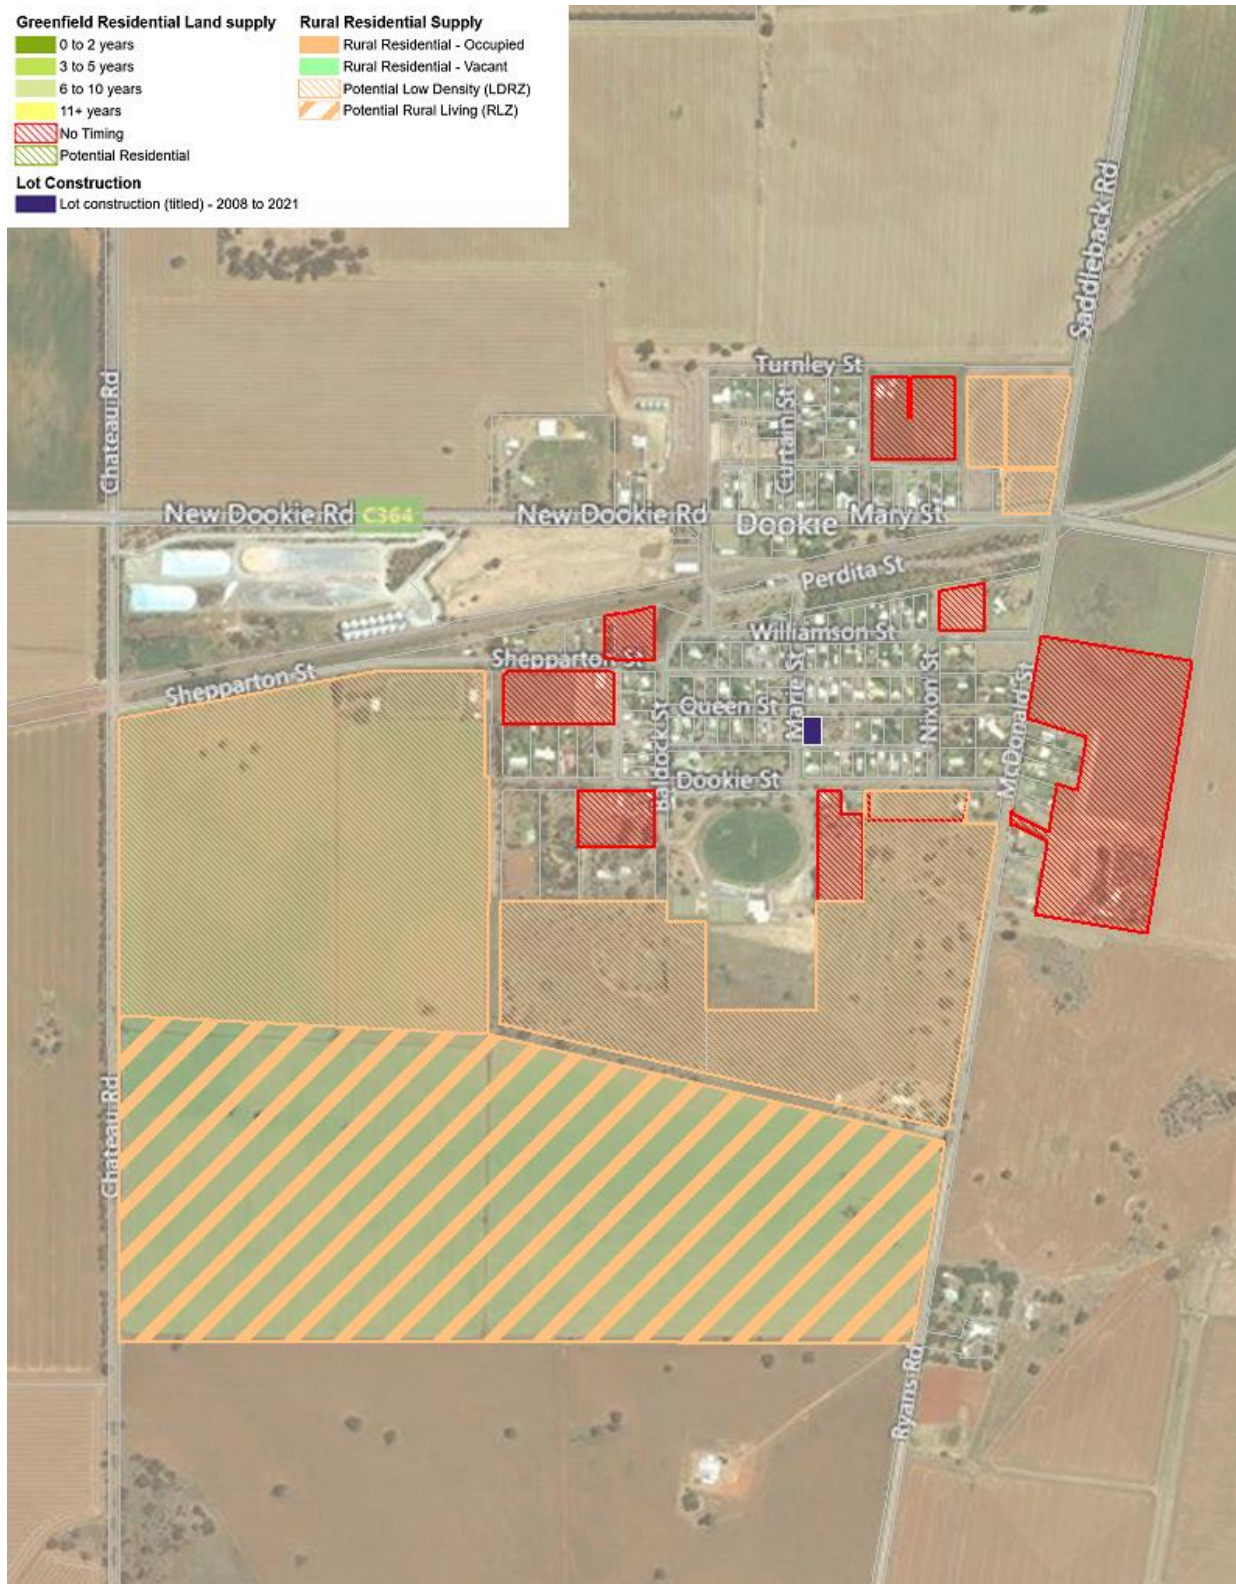 Greenfield Residential Land supply
0 to 2 years
3 to 5 years
6 to 10 years
11+ years
No Timing
Potential Residential
Lot Construction
Lot construction (titled) - 2008 to 2021
Rural Residential Supply
Rural Residential - Occupied
Rural Residential - Vacant
Potential Low Density (LDRZ)
Potential Rural Living (RLZ)
Saddleback Rd
Turnley St
Chateau Rd
Curtain St
New Dookie Rd C364
New Dookie Rd
Dookie
Mary St
Perdita St
Williamson St
Shepparton St
Shepparton St
Queen St
Marie St
Nixon St
McDonald St
Baldock St
Dookie St
Chateau Rd
Ryans Rd